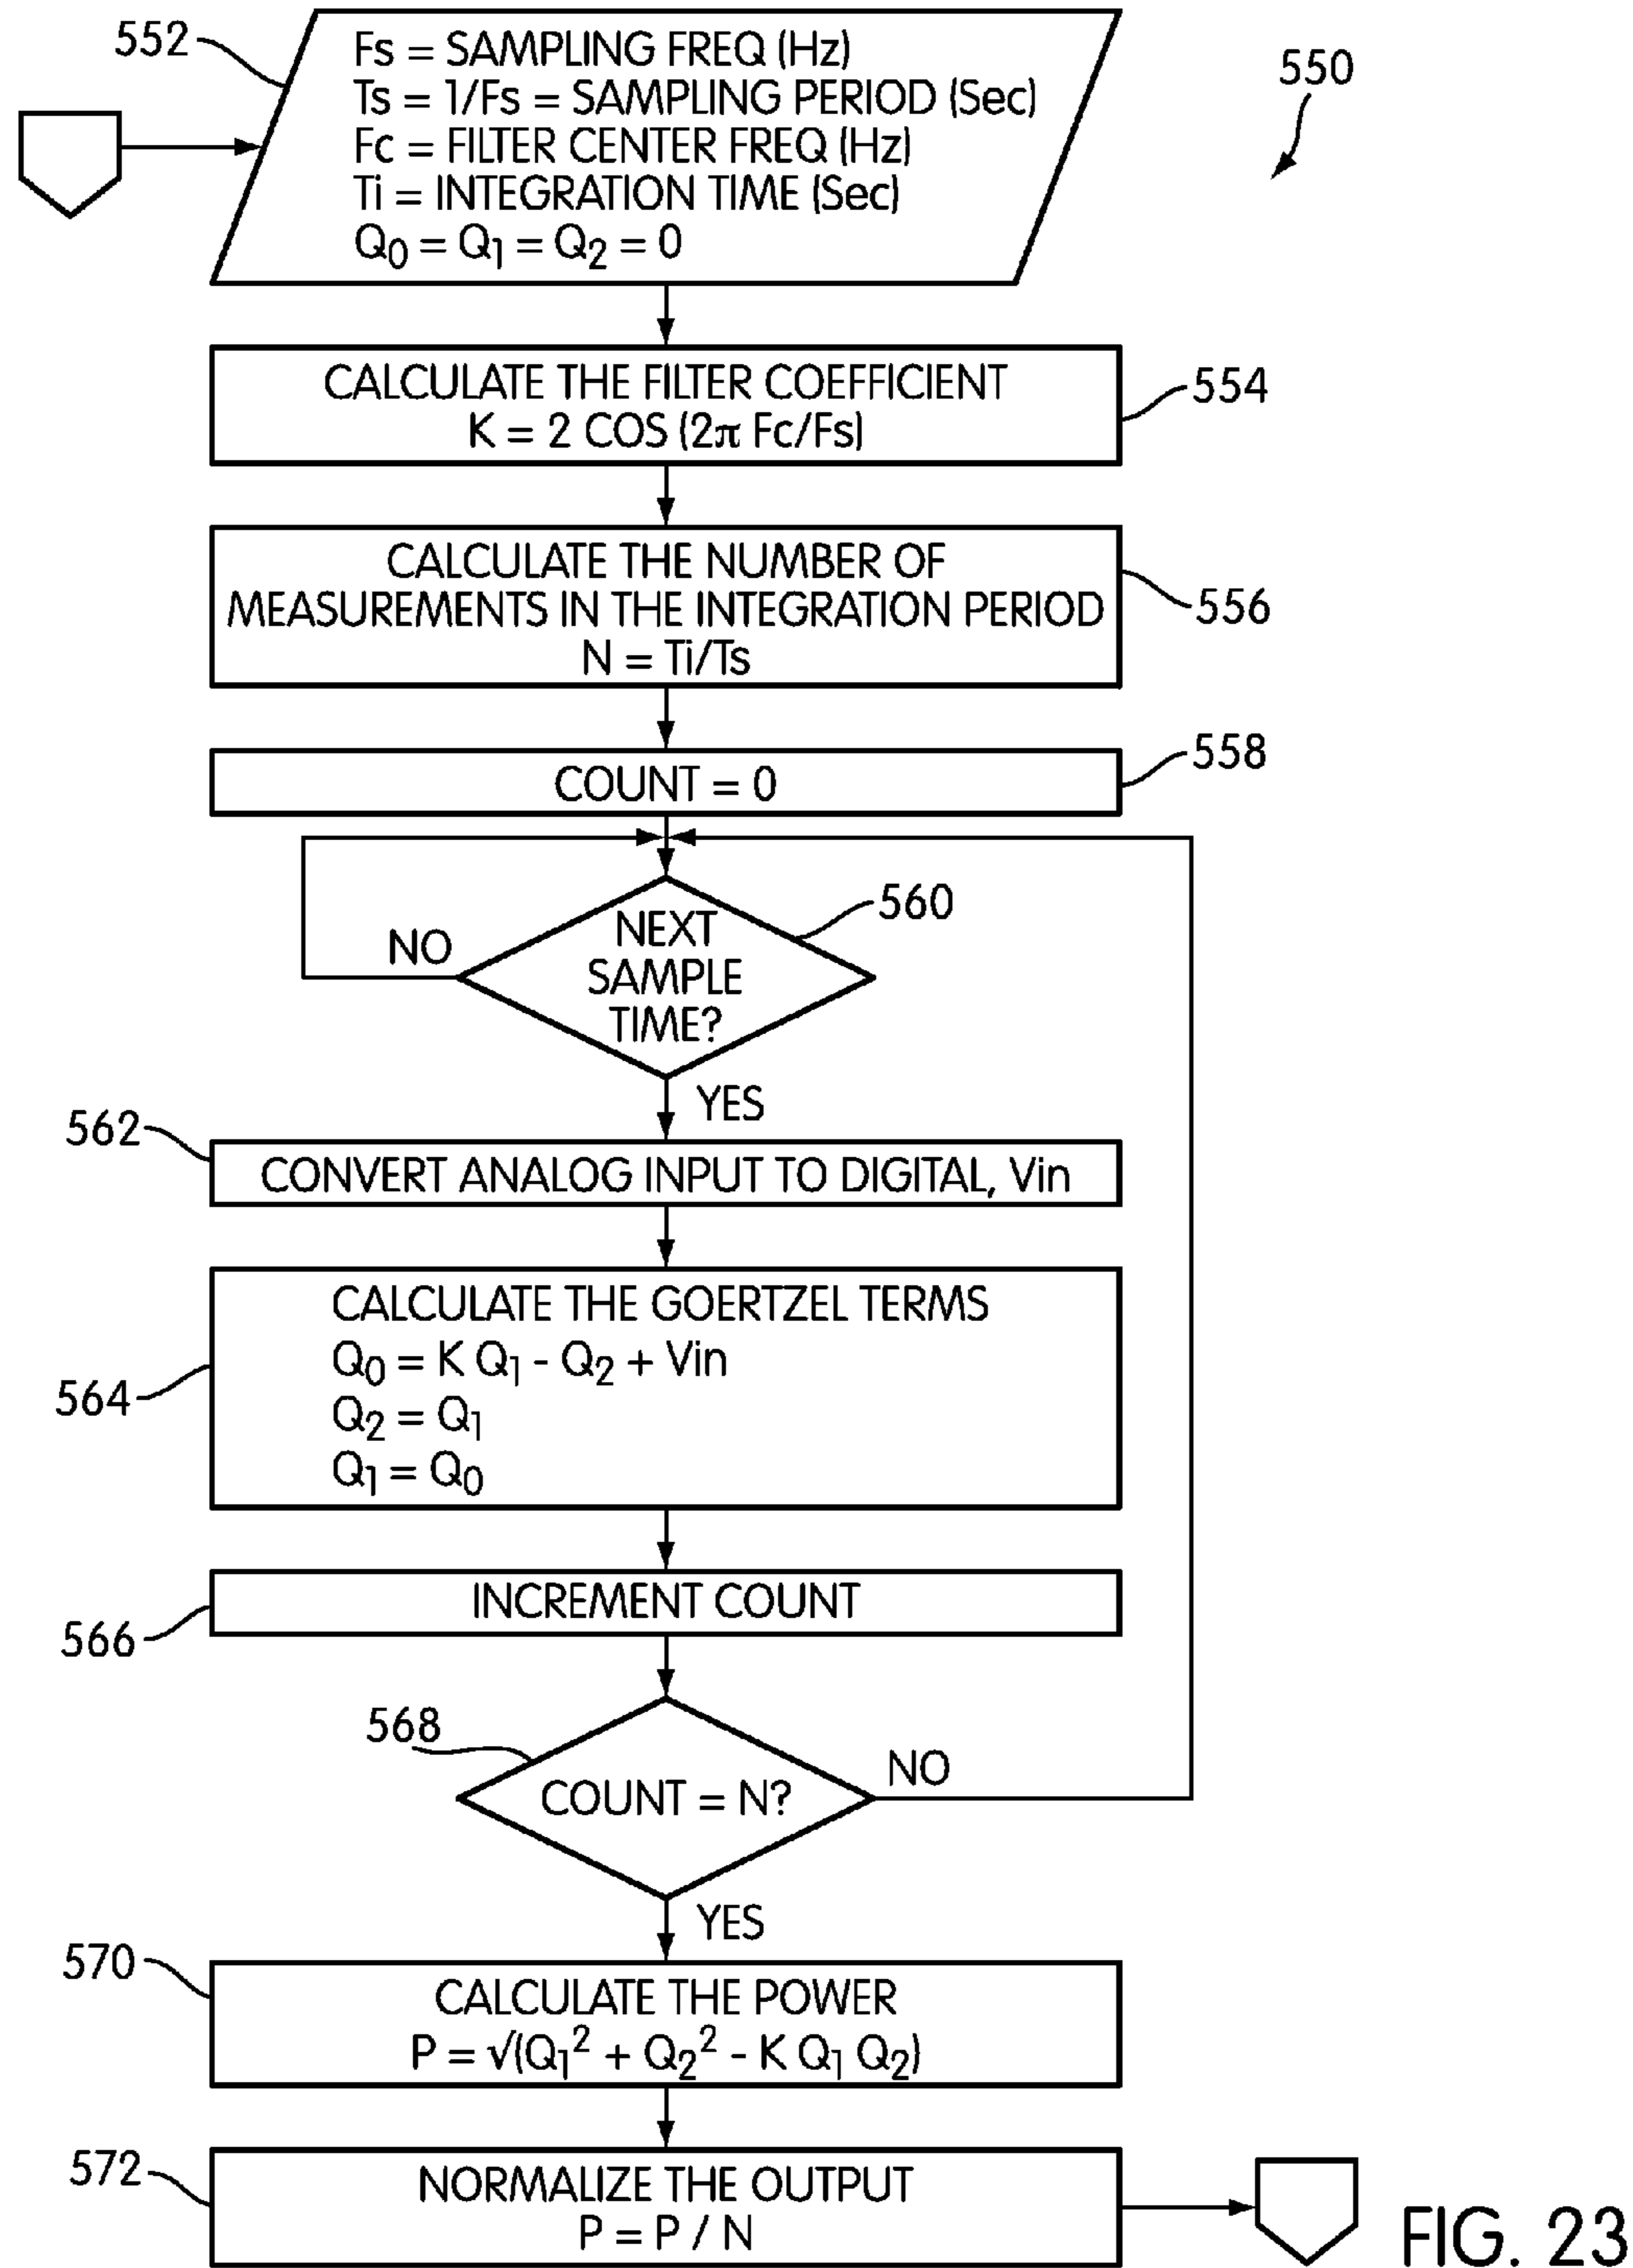 552
Fs = SAMPLING FREQ (Hz)
Ts = 1/Fs = SAMPLING PERIOD (Sec)
Fc = FILTER CENTER FREQ (Hz)
Ti = INTEGRATION TIME (Sec)
Q₀ = Q₁ = Q₂ = 0
550
CALCULATE THE FILTER COEFFICIENT
K = 2 COS (2π Fc/Fs)
554
CALCULATE THE NUMBER OF
MEASUREMENTS IN THE INTEGRATION PERIOD
N = Ti/Ts
556
COUNT = 0
558
NEXT
SAMPLE
TIME?
560
NO
YES
562
CONVERT ANALOG INPUT TO DIGITAL, Vin
564
CALCULATE THE GOERTZEL TERMS
Q₀ = K Q₁ - Q₂ + Vin
Q₂ = Q₁
Q₁ = Q₀
566
INCREMENT COUNT
568
COUNT = N?
NO
YES
570
CALCULATE THE POWER
P = √(Q₁² + Q₂² - K Q₁ Q₂)
572
NORMALIZE THE OUTPUT
P = P / N
FIG. 23